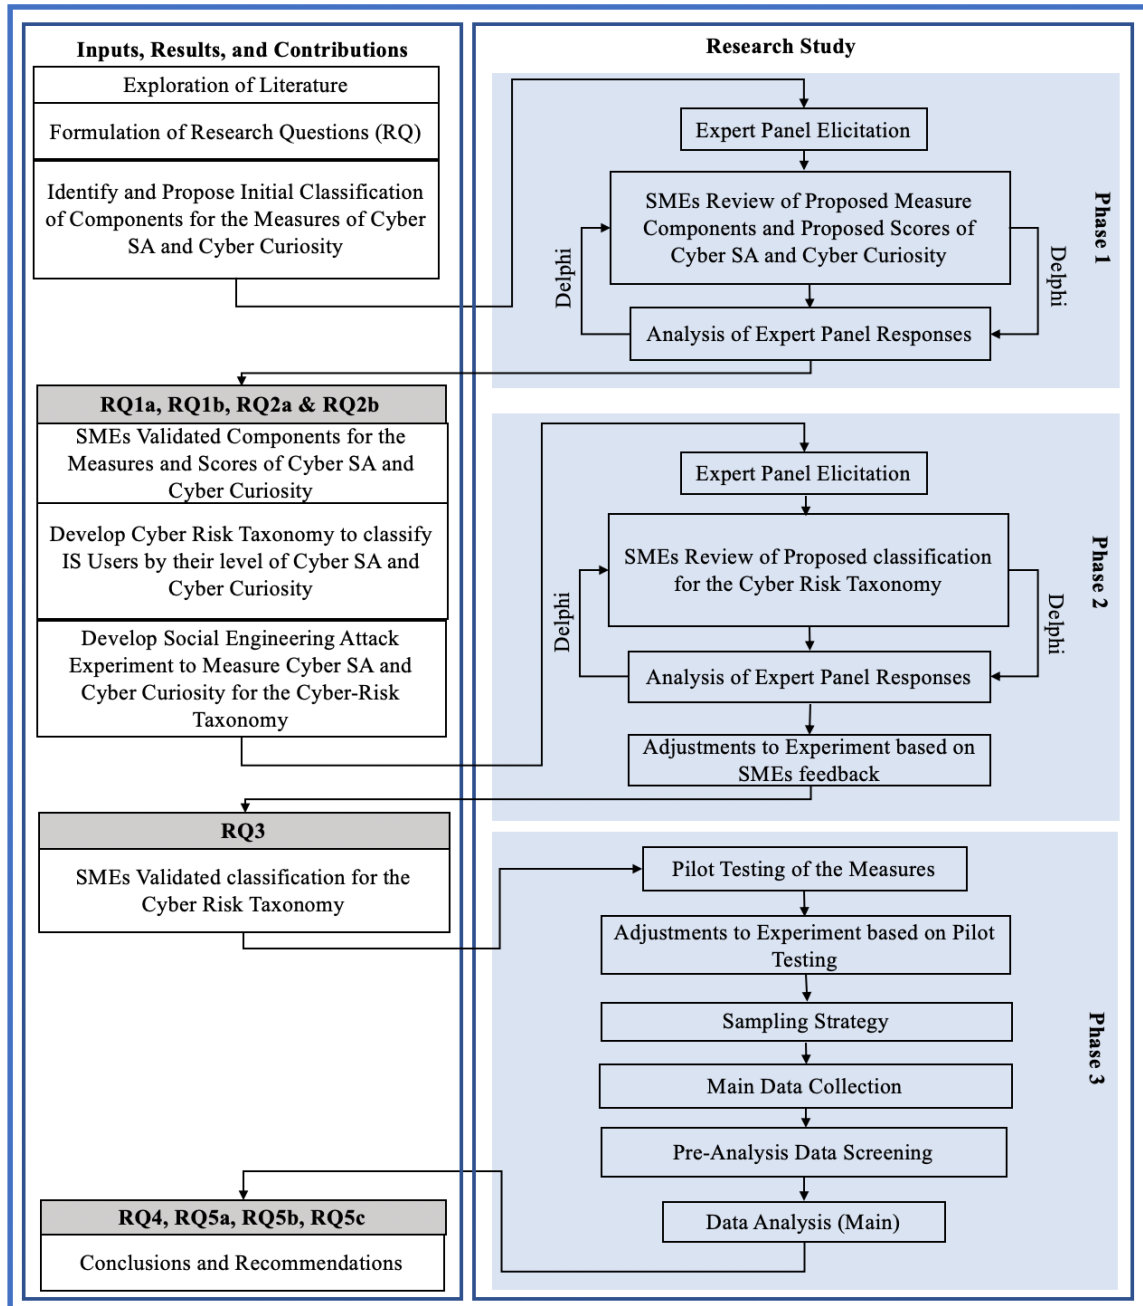 Inputs, Results, and Contributions
Exploration of Literature
Formulation of Research Questions (RQ)
Identify and Propose Initial Classification
of Components for the Measures of Cyber
SA and Cyber Curiosity
RQ1a, RQ1b, RQ2a & RQ2b
SMEs Validated Components for the
Measures and Scores of Cyber SA and
Cyber Curiosity
Develop Cyber Risk Taxonomy to classify
IS Users by their level of Cyber SA and
Cyber Curiosity
Develop Social Engineering Attack
Experiment to Measure Cyber SA and
Cyber Curiosity for the Cyber-Risk
Taxonomy
RQ3
SMEs Validated classification for the
Cyber Risk Taxonomy
RQ4, RQ5a, RQ5b, RQ5c
Conclusions and Recommendations
Research Study
Phase 1
Expert Panel Elicitation
SMEs Review of Proposed Measure
Components and Proposed Scores of
Cyber SA and Cyber Curiosity
Delphi
Delphi
Analysis of Expert Panel Responses
Phase 2
Expert Panel Elicitation
SMEs Review of Proposed classification
for the Cyber Risk Taxonomy
Delphi
Delphi
Analysis of Expert Panel Responses
Adjustments to Experiment based on
SMEs feedback
Phase 3
Pilot Testing of the Measures
Adjustments to Experiment based on Pilot
Testing
Sampling Strategy
Main Data Collection
Pre-Analysis Data Screening
Data Analysis (Main)